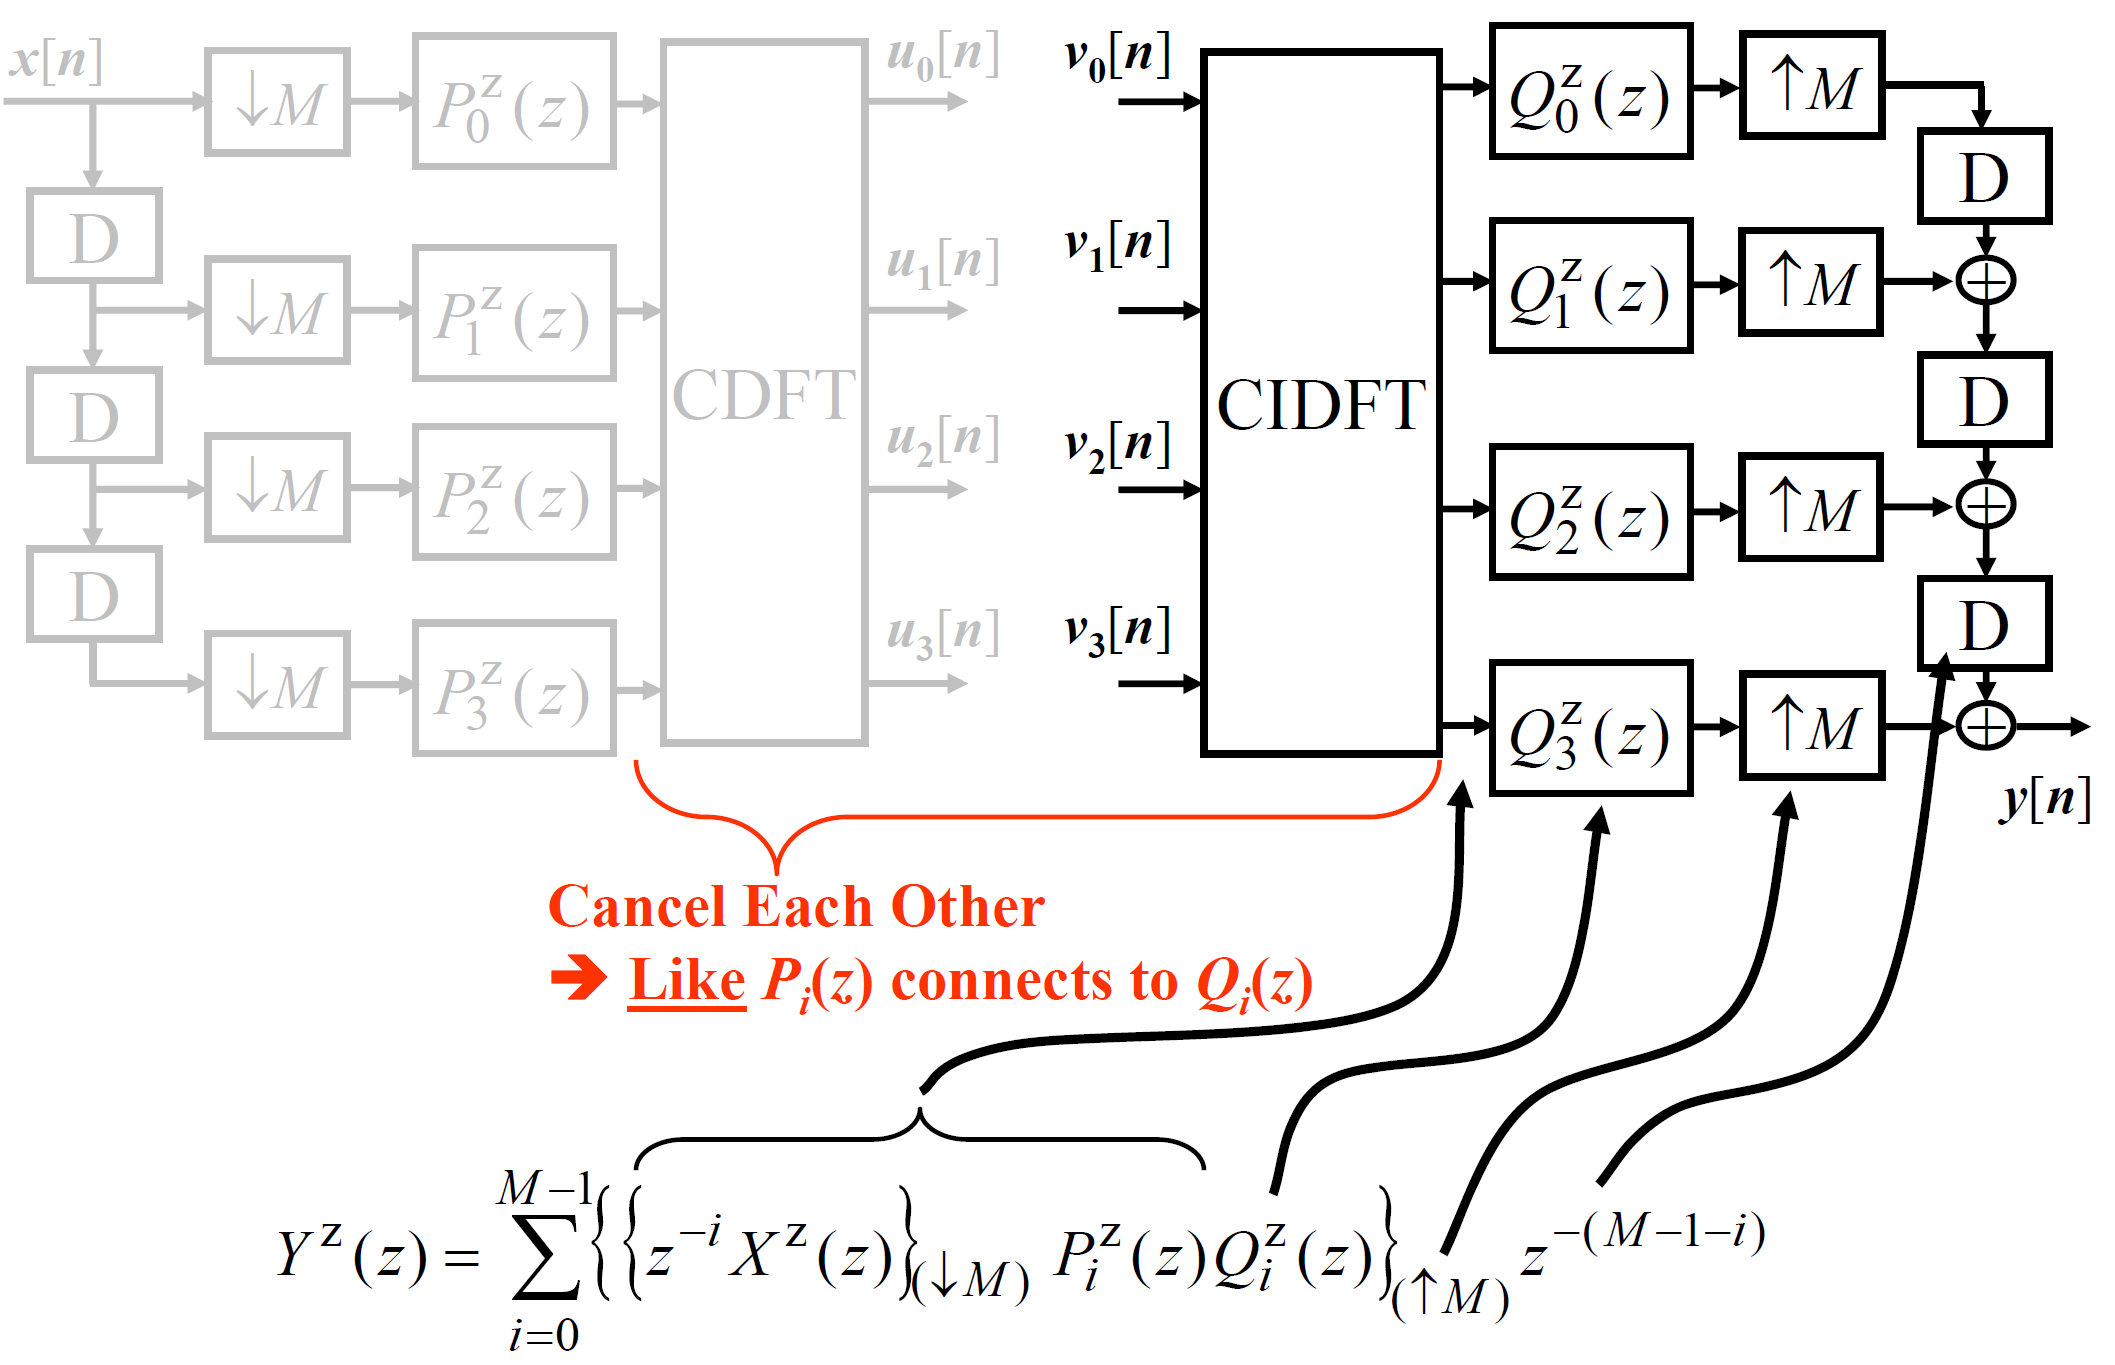 x[n]
↓M
P₀ᶻ(z)
CDFT
u₀[n]
D
↓M
P₁ᶻ(z)
u₁[n]
D
↓M
P₂ᶻ(z)
u₂[n]
D
↓M
P₃ᶻ(z)
u₃[n]
v₀[n]
CIDFT
Q₀ᶻ(z)
↑M
D
v₁[n]
Q₁ᶻ(z)
↑M
D
v₂[n]
Q₂ᶻ(z)
↑M
D
v₃[n]
Q₃ᶻ(z)
↑M
y[n]
Cancel Each Other
➔ Like Pᵢ(z) connects to Qᵢ(z)
Yᶻ(z) = ∑_{i=0}^{M−1} {{z^{−i} Xᶻ(z)}_{(↓M)} Pᵢᶻ(z)Qᵢᶻ(z)}_{(↑M)} z^{−(M−1−i)}